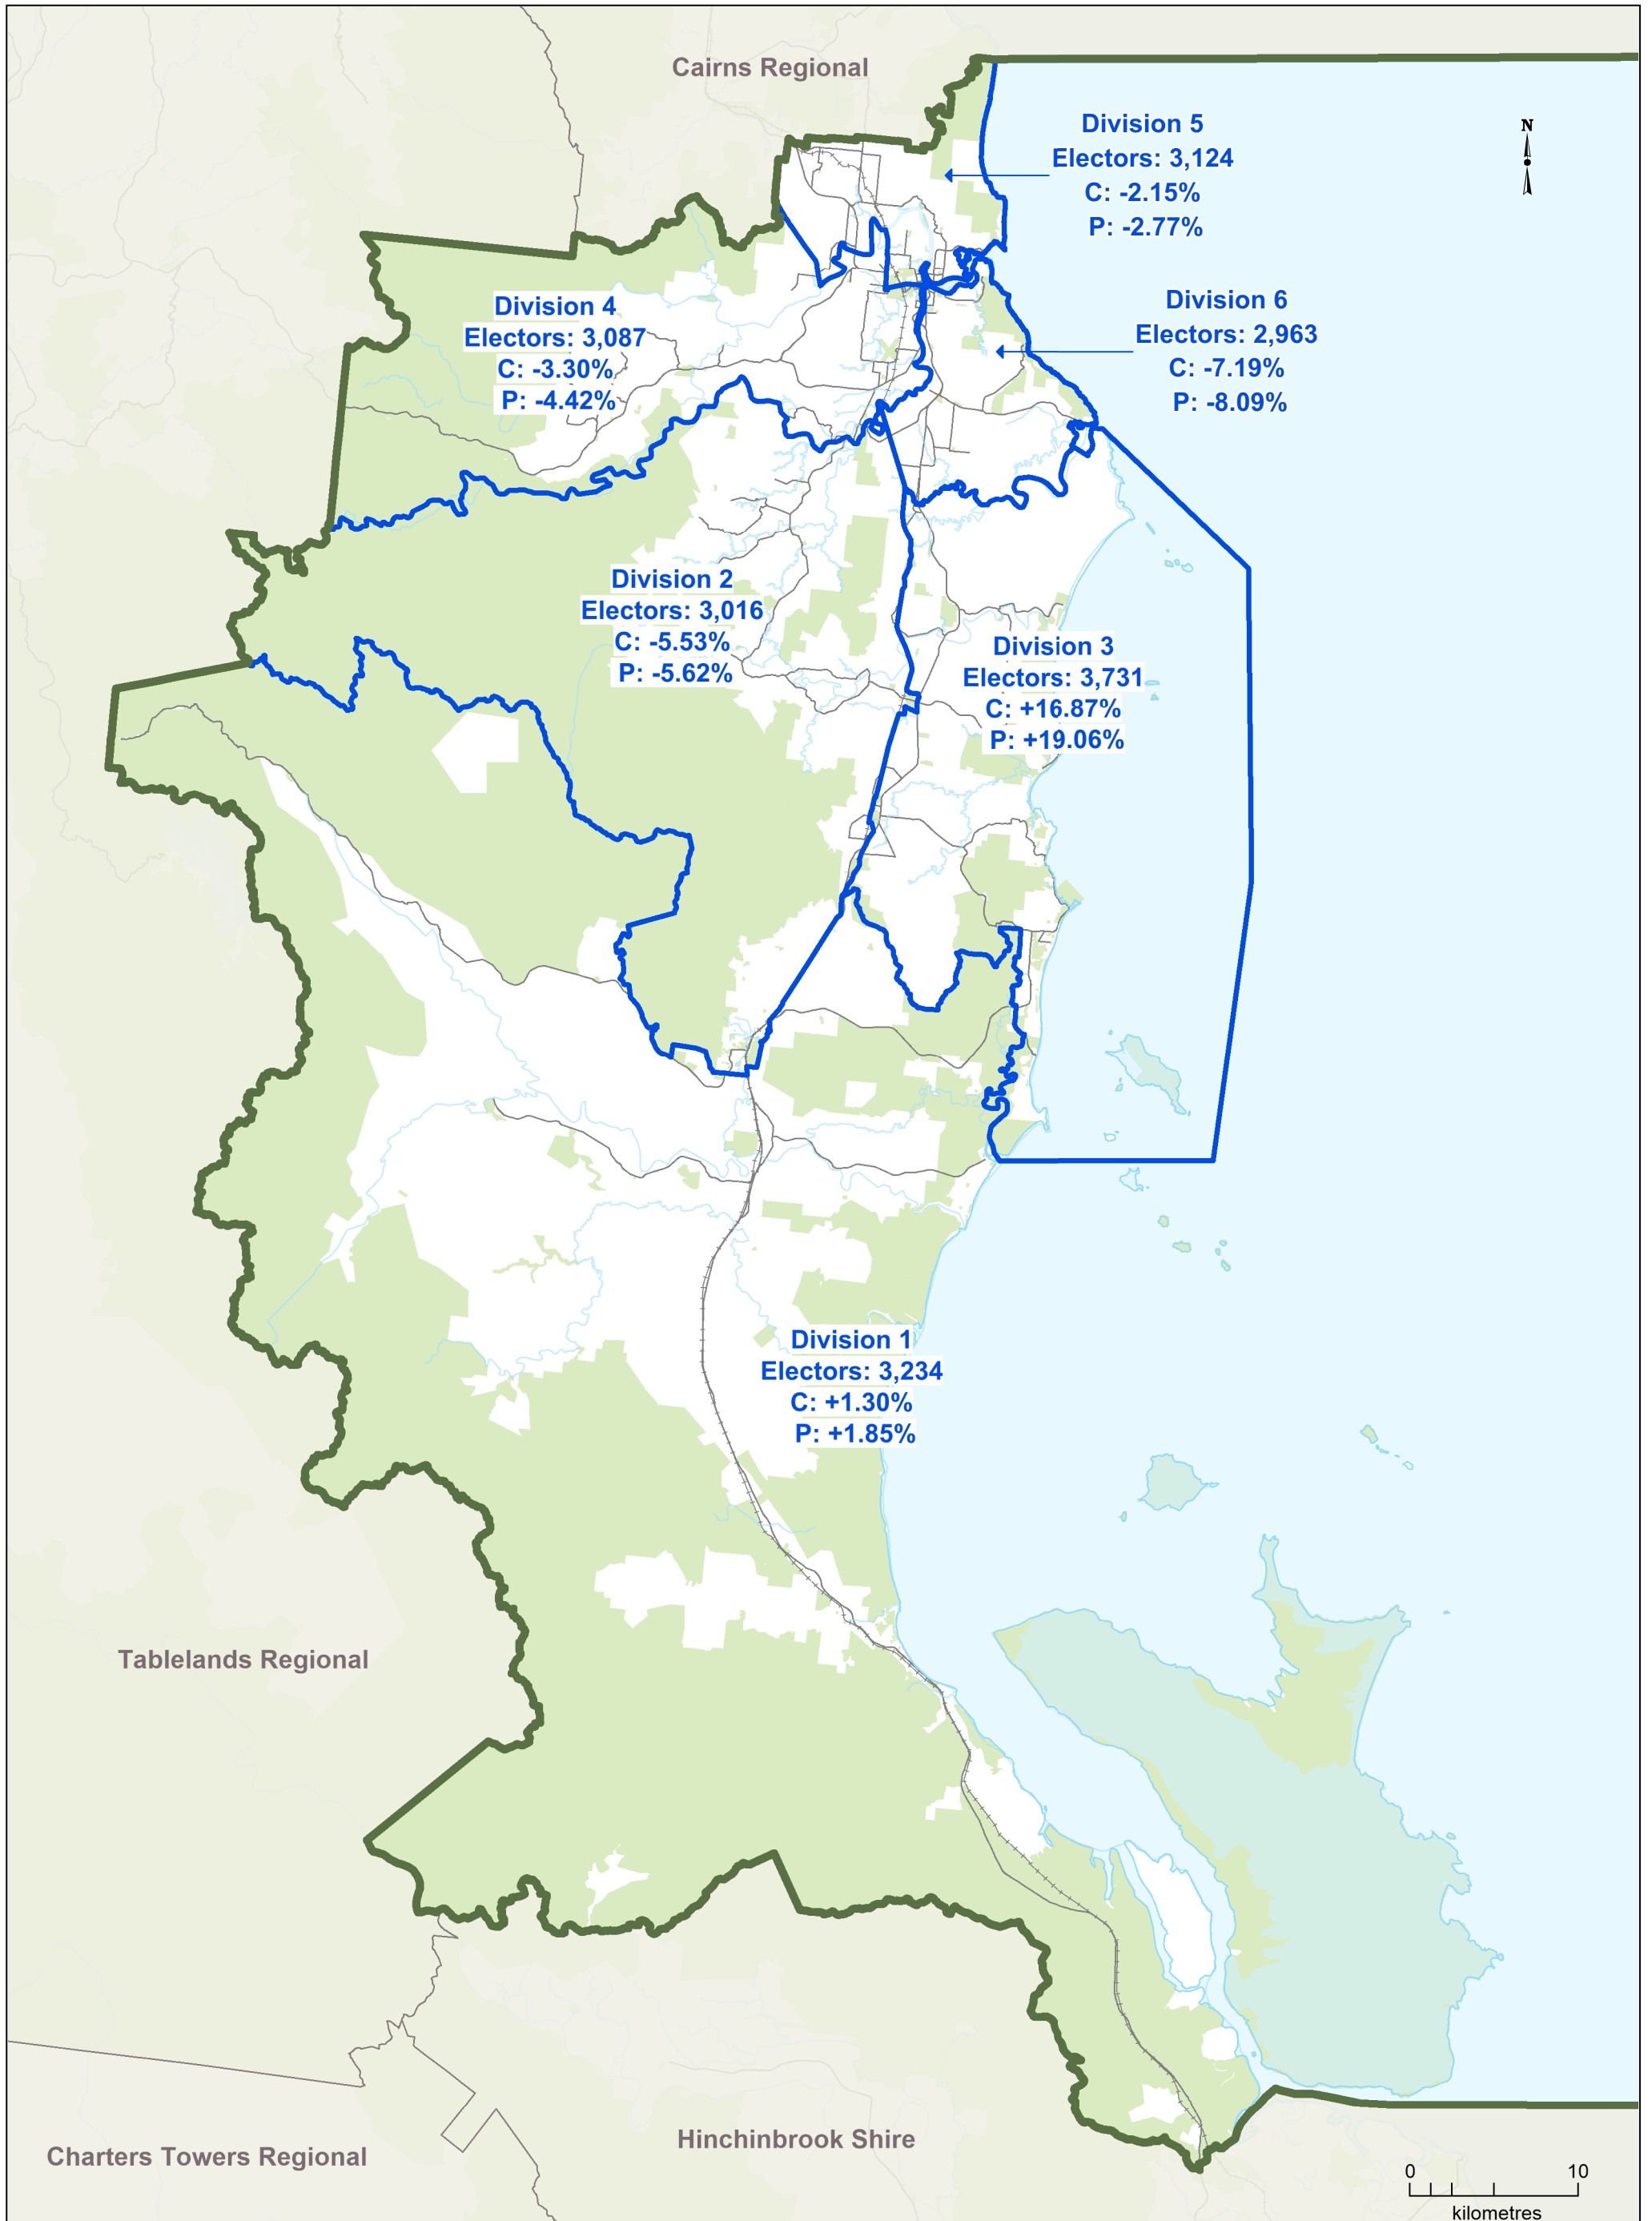 Cairns Regional
Division 5
Electors: 3,124
C: -2.15%
P: -2.77%
N
Division 4
Electors: 3,087
C: -3.30%
P: -4.42%
Division 6
Electors: 2,963
C: -7.19%
P: -8.09%
Division 2
Electors: 3,016
C: -5.53%
P: -5.62%
Division 3
Electors: 3,731
C: +16.87%
P: +19.06%
Division 1
Electors: 3,234
C: +1.30%
P: +1.85%
Tablelands Regional
Hinchinbrook Shire
Charters Towers Regional
0 10
kilometres